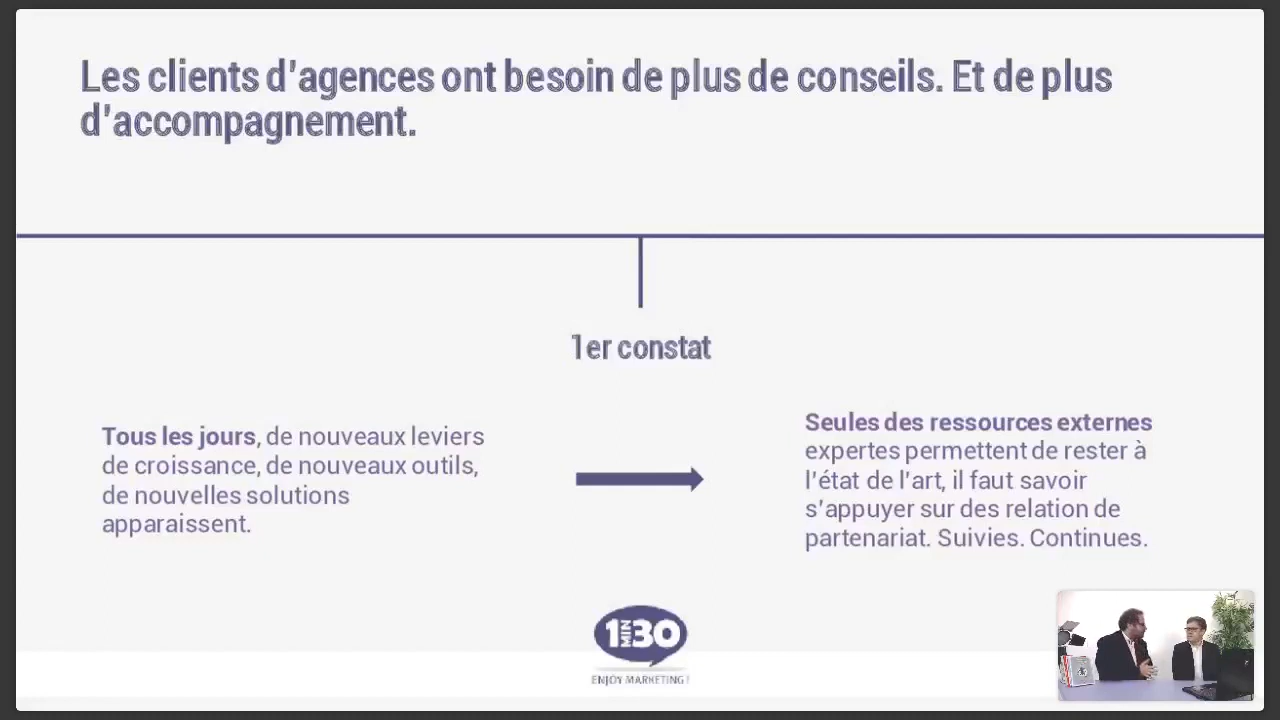 Les clients d'agences ont besoin de plus de conseils. Et de plus
d'accompagnement.
1er constat
Tous les jours, de nouveaux leviers
de croissance, de nouveaux outils,
de nouvelles solutions
apparaissent.
Seules des ressources externes
expertes permettent de rester à
l'état de l'art, il faut savoir
s'appuyer sur des relation de
partenariat. Suivies. Continues.
1MIN30
ENJOY MARKETING !